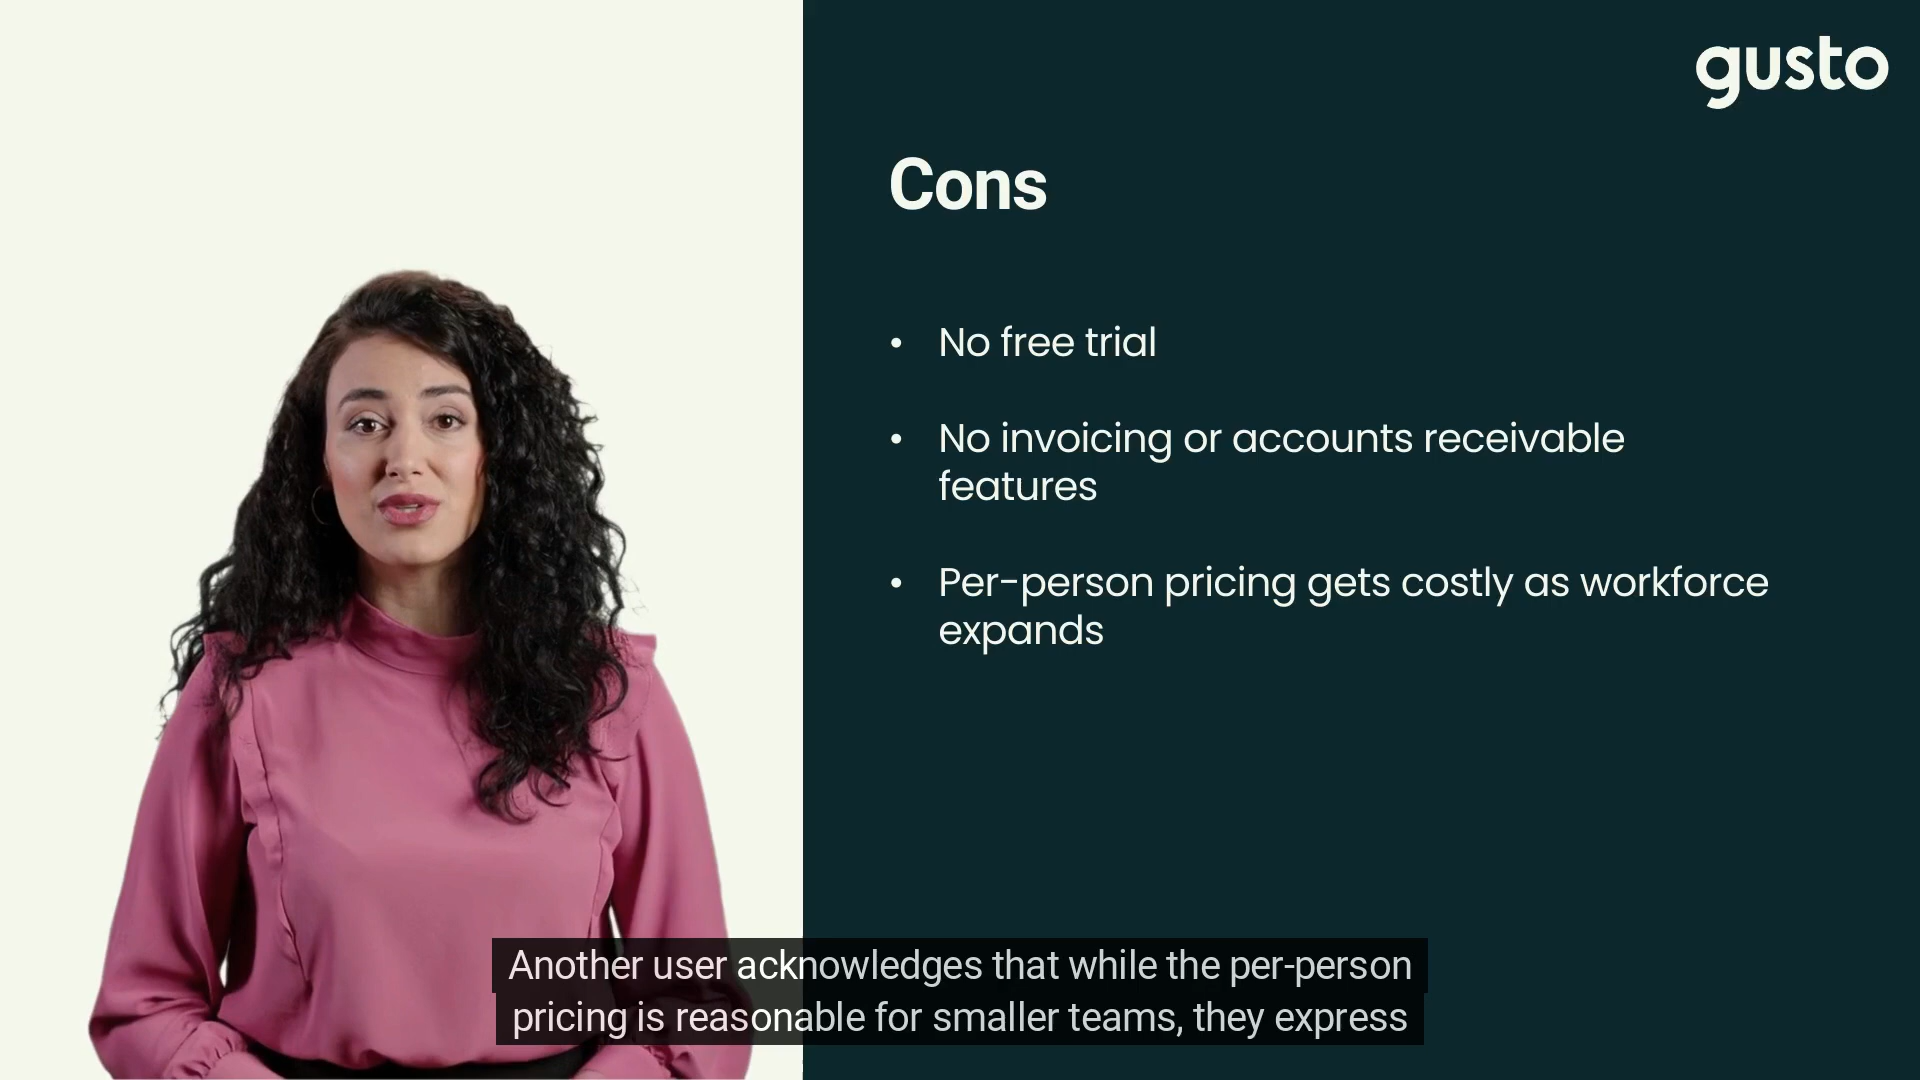 gusto
Cons
• No free trial
• No invoicing or accounts receivable
features
• Per-person pricing gets costly as workforce
expands
Another user acknowledges that while the per-person
pricing is reasonable for smaller teams, they express